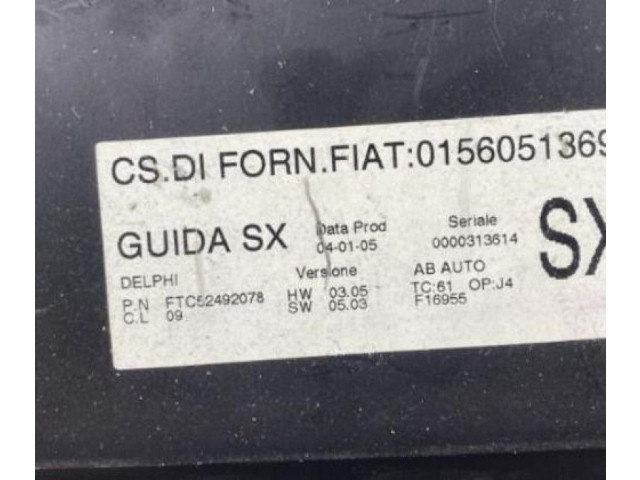 CS.DI FORN.FIAT:0156051369
GUIDA SX
Data Prod
04-01-05
Seriale
0000313614
SX
DELPHI
P.N FTC52492078
C.L 09
Versione
HW 03.05
SW 05.03
AB AUTO
TC:61 OP:J4
F16955